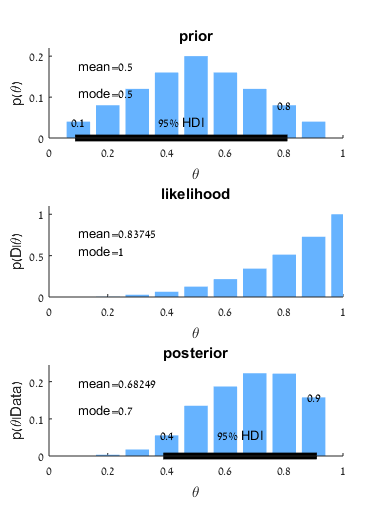 prior
p(θ)
0.2
0.1
0
mean=0.5
mode=0.5
0.1
95% HDI
0.8
0 0.2 0.4 0.6 0.8 1
θ
likelihood
p(D|θ)
1
0.5
0
mean=0.83745
mode=1
0 0.2 0.4 0.6 0.8 1
θ
posterior
p(θ|Data)
0.2
0.1
0
mean=0.68249
mode=0.7
0.4
95% HDI
0.9
0 0.2 0.4 0.6 0.8 1
θ